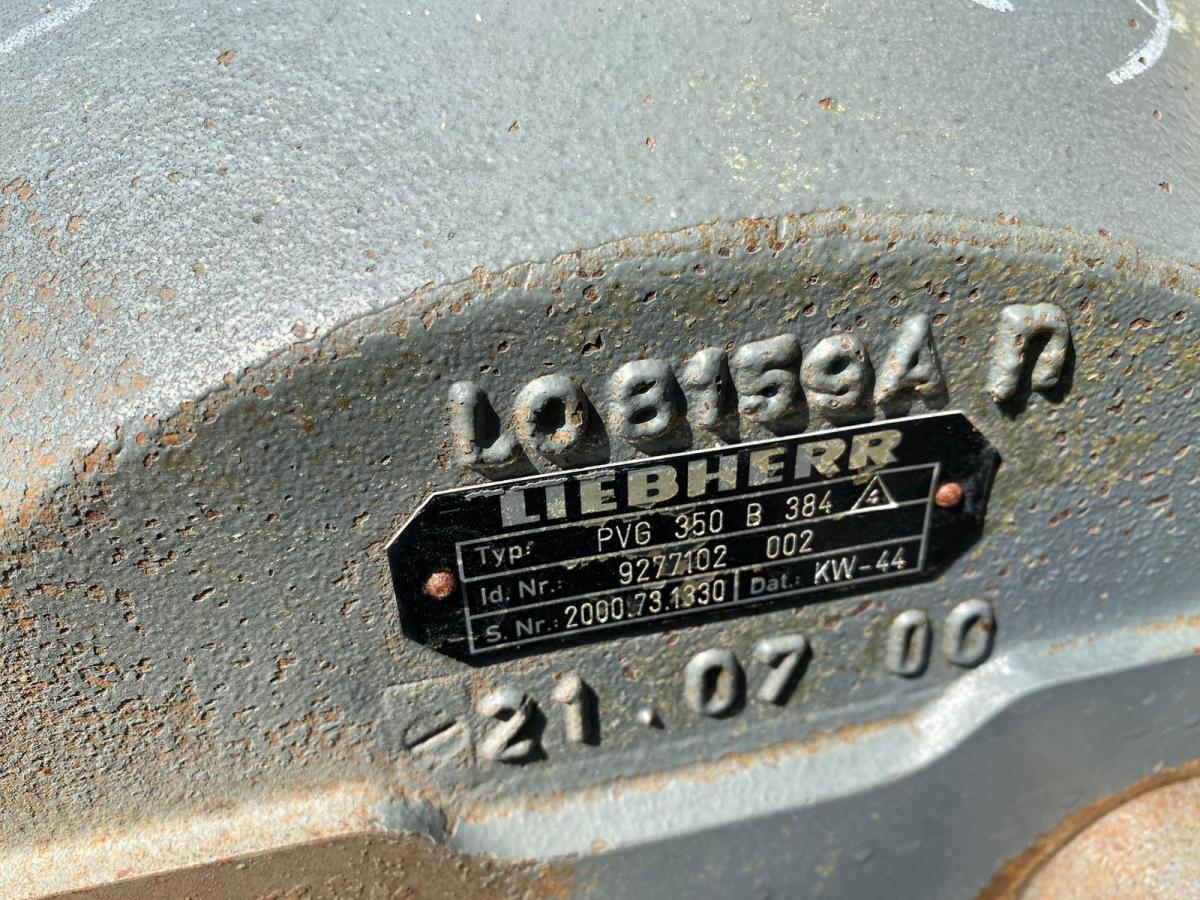 L08159A
LIEBHERR
Typ: PVG 350 B 384 4
Id. Nr.: 9277102 002
S. Nr.: 2000.73.1330 Dat.: KW-44
21.07 00